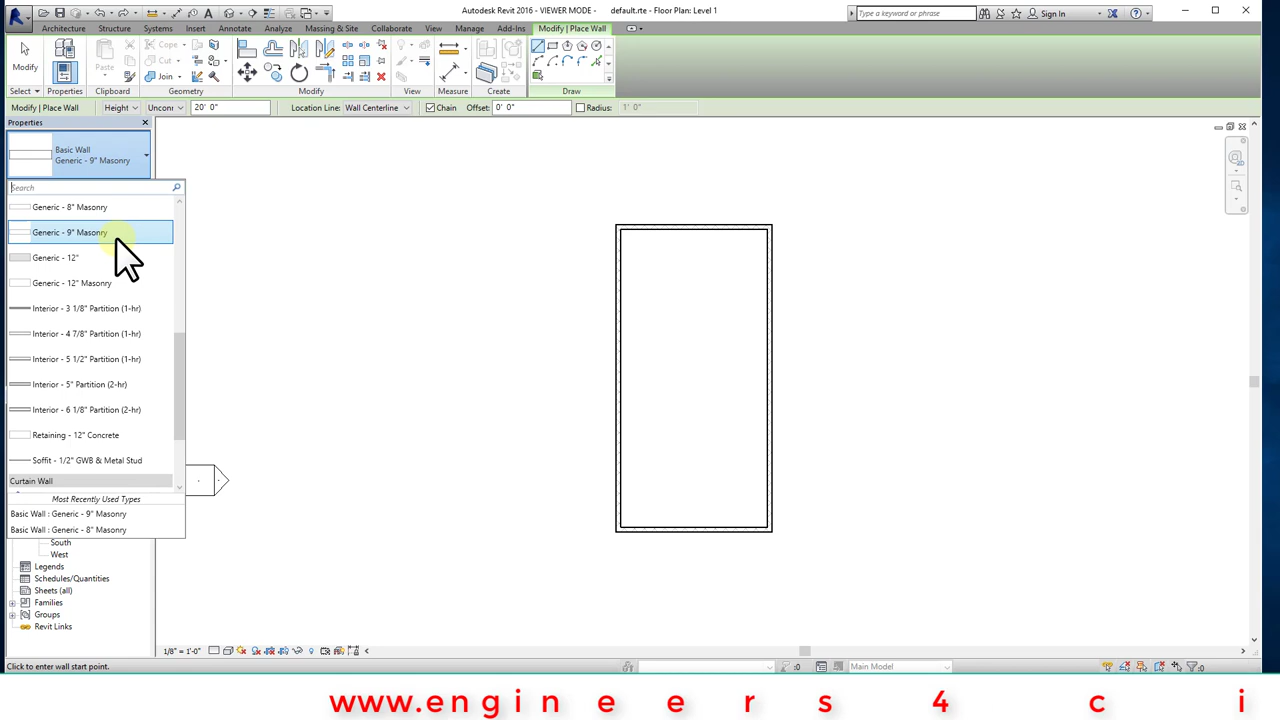 Autodesk Revit 2016 - VIEWER MODE - default.rte - Floor Plan: Level 1
Type a keyword or phrase
Sign In
Architecture Structure Systems Insert Annotate Analyze Massing & Site Collaborate View Manage Add-Ins Modify | Place Wall
Modify
Paste
Cope
Cut
Join
Select Properties Clipboard Geometry Modify View Measure Create Draw
Modify | Place Wall Height Unconr 20' 0" Location Line: Wall Centerline Chain Offset: 0' 0" Radius: 1' 0"
Properties
Basic Wall
Generic - 9" Masonry
Search
Generic - 8" Masonry
Generic - 9" Masonry
Generic - 12"
Generic - 12" Masonry
Interior - 3 1/8" Partition (1-hr)
Interior - 4 7/8" Partition (1-hr)
Interior - 5 1/2" Partition (1-hr)
Interior - 5" Partition (2-hr)
Interior - 6 1/8" Partition (2-hr)
Retaining - 12" Concrete
Soffit - 1/2" GWB & Metal Stud
Curtain Wall
Most Recently Used Types
Basic Wall : Generic - 9" Masonry
Basic Wall : Generic - 8" Masonry
South
West
Legends
Schedules/Quantities
Sheets (all)
Families
Groups
Revit Links
1/8" = 1'-0"
Click to enter wall start point.
:0
Main Model
:0
www.engineers4ci